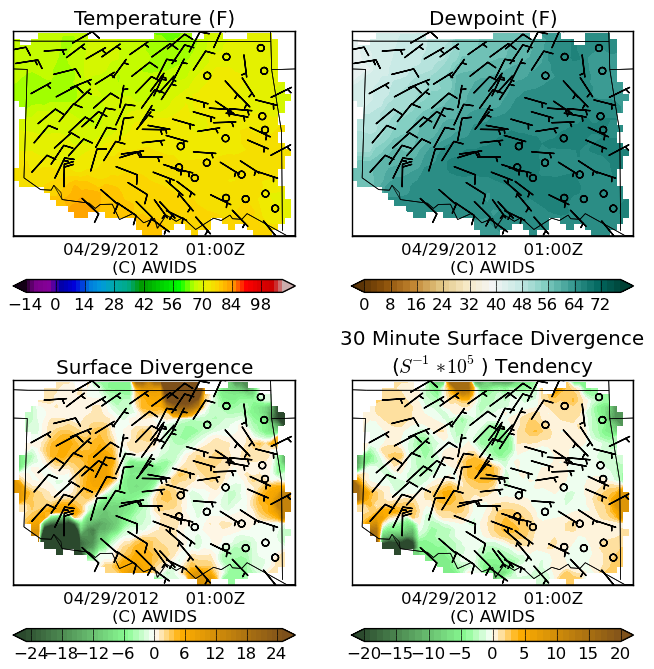 Temperature (F)
04/29/2012 01:00Z
(C) AWIDS
−14 0 14 28 42 56 70 84 98
Dewpoint (F)
04/29/2012 01:00Z
(C) AWIDS
0 8 16 24 32 40 48 56 64 72
Surface Divergence
04/29/2012 01:00Z
(C) AWIDS
−24 −18 −12 −6 0 6 12 18 24
30 Minute Surface Divergence
(S⁻¹ *10⁵ ) Tendency
04/29/2012 01:00Z
(C) AWIDS
−20 −15 −10 −5 0 5 10 15 20